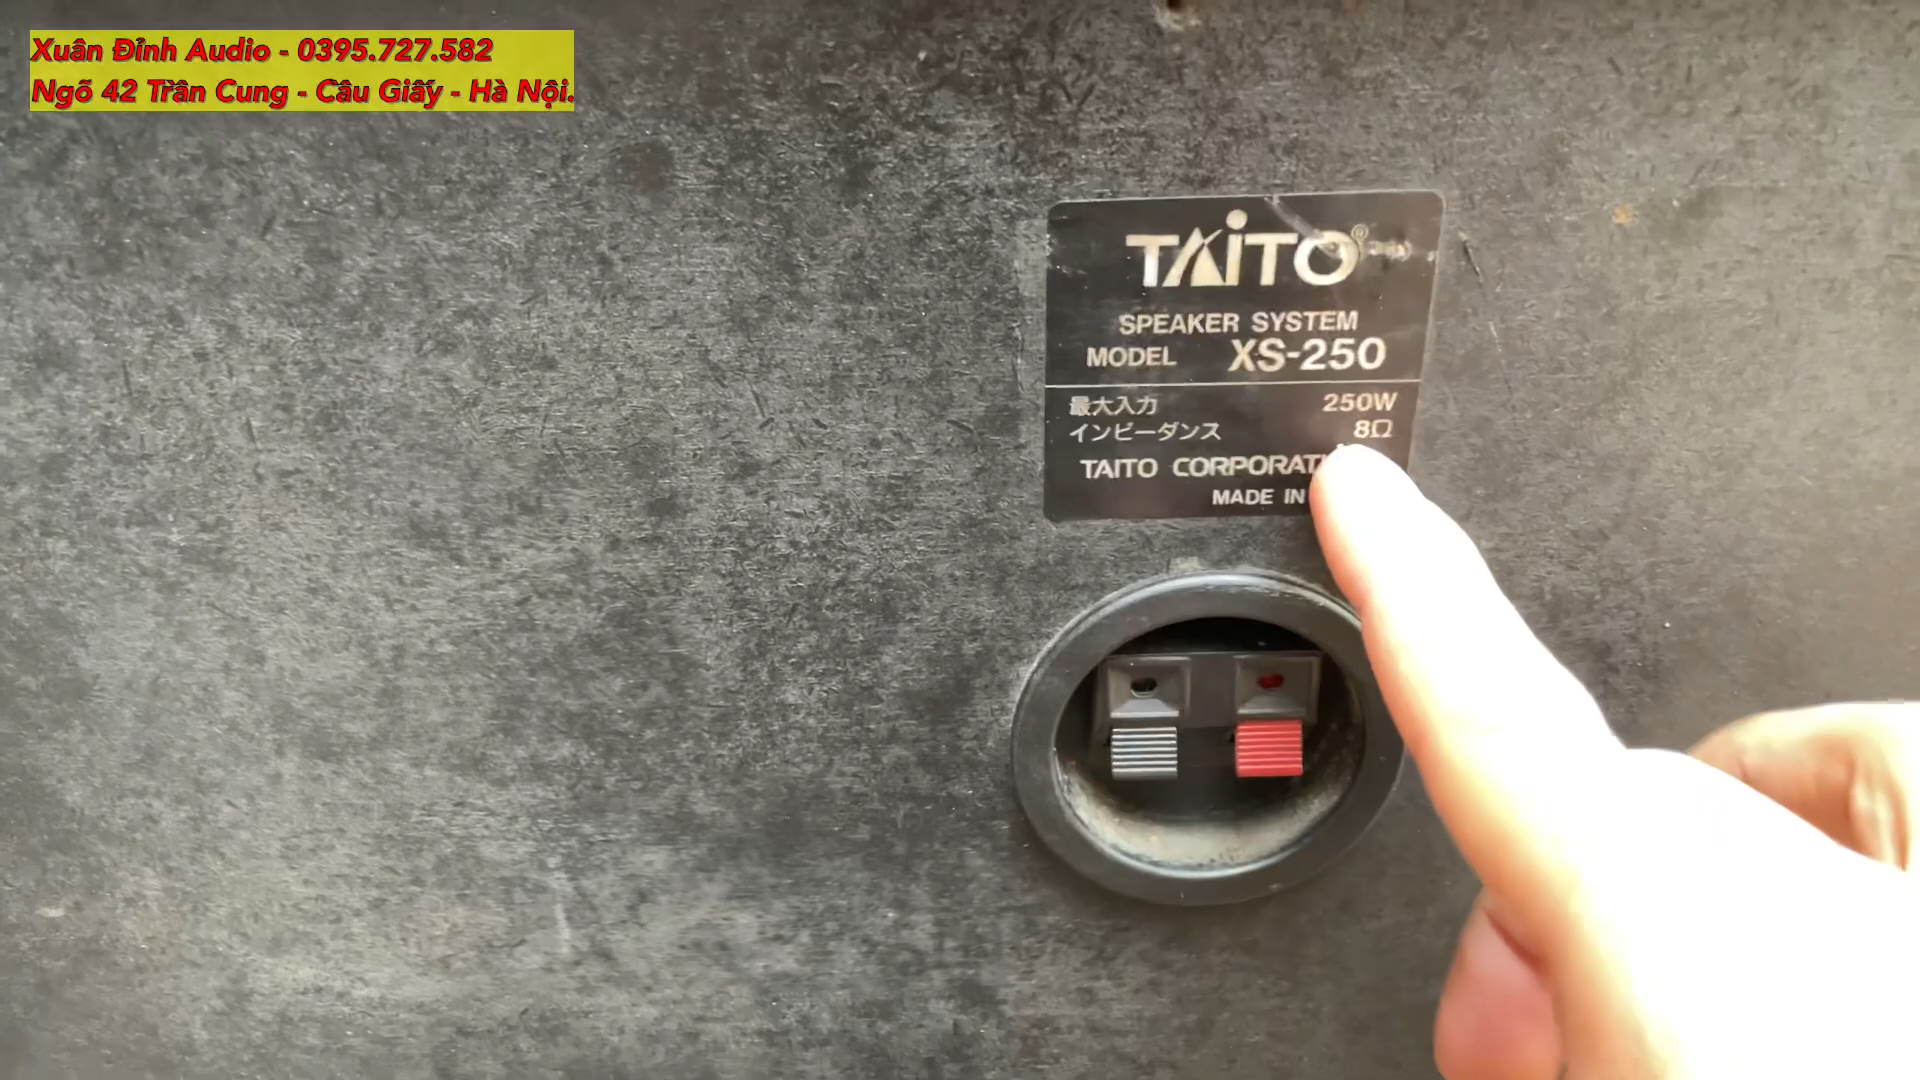 Xuân Đỉnh Audio - 0395.727.582
Ngõ 42 Trần Cung - Cầu Giấy - Hà Nội.
TAiTO®
SPEAKER SYSTEM
MODEL XS-250
最大入力 250W
インピーダンス 8Ω
TAITO CORPORAT
MADE IN